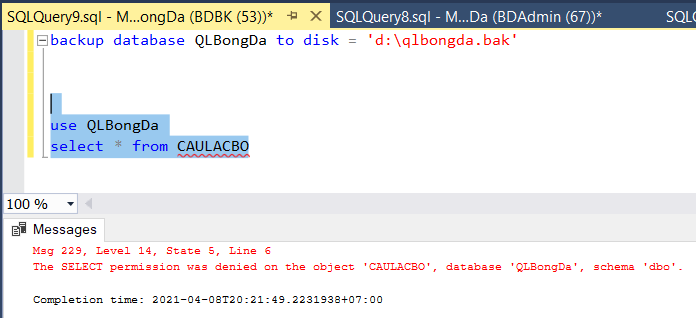 SQLQuery9.sql - M...ongDa (BDBK (53))* SQLQuery8.sql - M...Da (BDAdmin (67))* SQLQ
backup database QLBongDa to disk = 'd:\qlbongda.bak'
use QLBongDa
select * from CAULACBO
100 %
Messages
Msg 229, Level 14, State 5, Line 6
The SELECT permission was denied on the object 'CAULACBO', database 'QLBongDa', schema 'dbo'.
Completion time: 2021-04-08T20:21:49.2231938+07:00